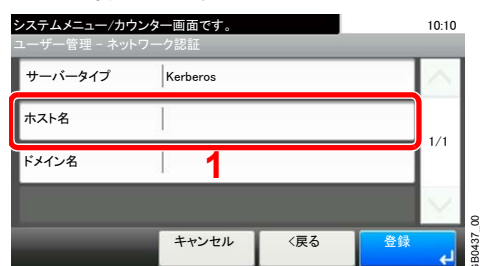 システムメニュー/カウンター画面です。 10:10
ユーザー管理 - ネットワーク認証
サーバータイプ Kerberos
ホスト名
1/1
ドメイン名 1
キャンセル <戻る 登録